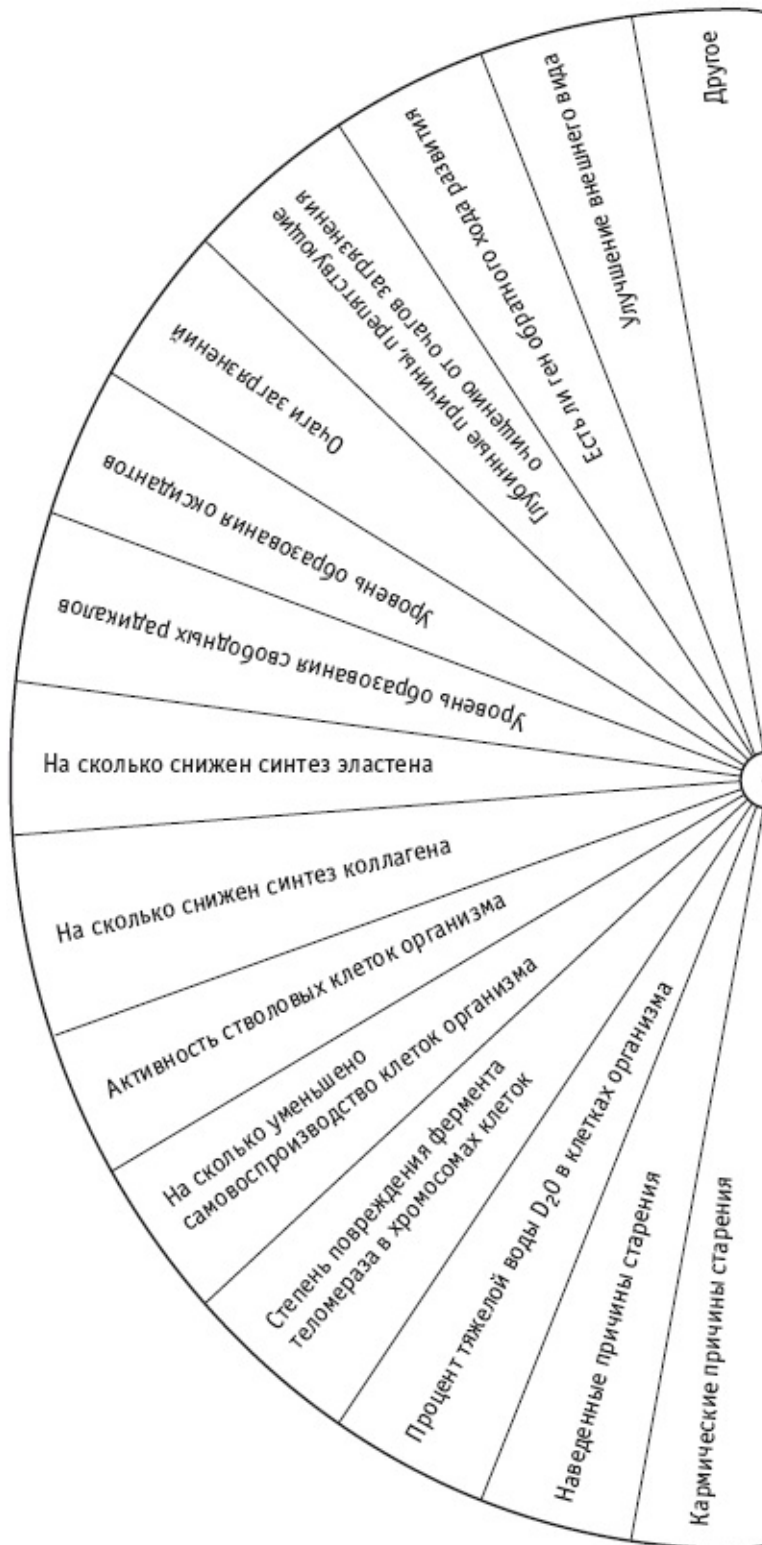 Другое
Улучшение внешнего вида
Есть ли ген обратного хода развития
Глубинные причины, препятствующие
очищению от очагов загрязнения
Очаги загрязнений
Уровень образования оксидантов
Уровень образования свободных радикалов
На сколько снижен синтез эластена
На сколько снижен синтез коллагена
Активность стволовых клеток организма
На сколько уменьшено
самовоспроизводство клеток организма
Степень повреждения фермента
теломераза в хромосомах клеток
Процент тяжелой воды D₂O в клетках организма
Наведенные причины старения
Кармические причины старения